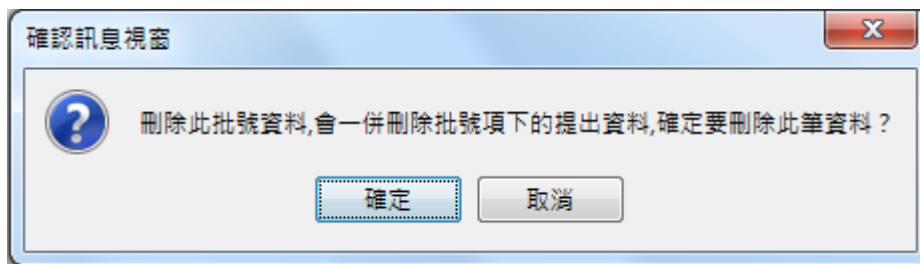 確認訊息視窗
刪除此批號資料,會一併刪除批號項下的提出資料,確定要刪除此筆資料？
確定
取消